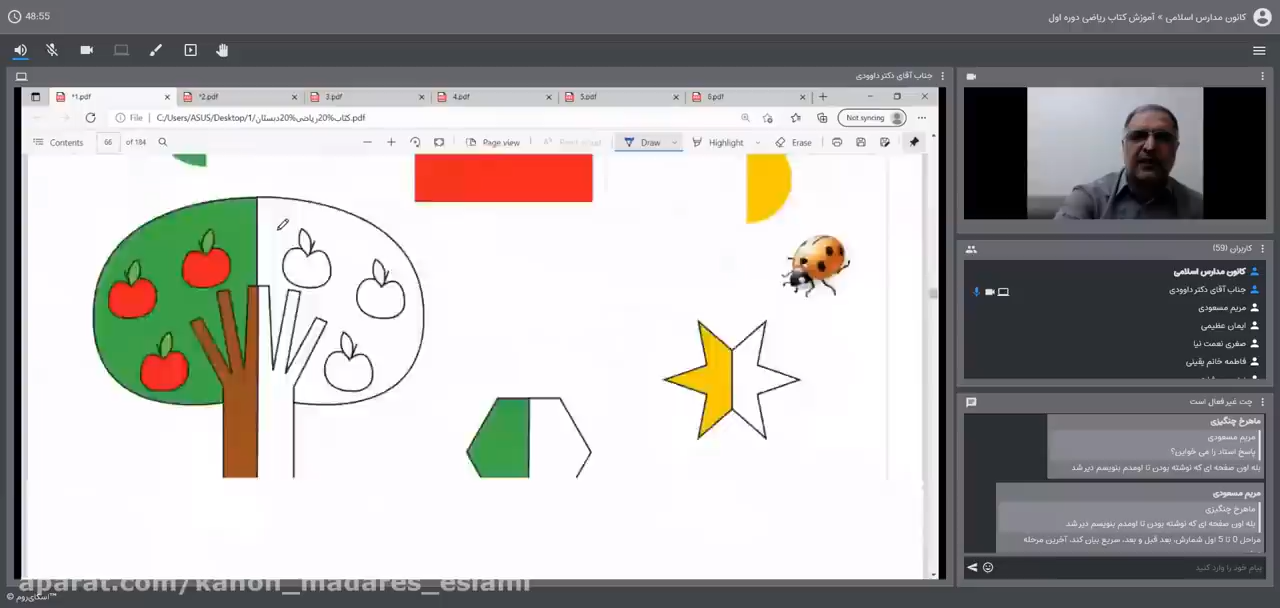 48:55
کانون مدارس اسلامی » آموزش کتاب ریاضی دوره اول
جناب آقای دکتر داوودی
*1.pdf
*2.pdf
3.pdf
4.pdf
5.pdf
6.pdf
File
C:/Users/ASUS/Desktop/1/کتاب%20ریاضی%20دبستان.pdf
Not syncing
Contents
66
of 184
Page view
Read aloud
Draw
Highlight
Erase
کاربران (59)
کانون مدارس اسلامی
جناب آقای دکتر داوودی
مریم مسعودی
ایمان عظیمی
صغری نعمت نیا
فاطمه خانم یقینی
چت غیر فعال است
ماهرخ چنگیزی
مریم مسعودی
پاسخ استاد را می خواین؟
بله اون صفحه ای که نوشته بودن تا اومدم بنویسم دیر شد
مریم مسعودی
ماهرخ چنگیزی
بله اون صفحه ای که نوشته بودن تا اومدم بنویسم دیر شد
مراحل 0 تا 5 اول شمارش، بعد قبل و بعد، سریع بیان کند، آخرین مرحله
پیام خود را وارد کنید
aparat.com/kanon_madares_eslami
© اسکای‌روم™